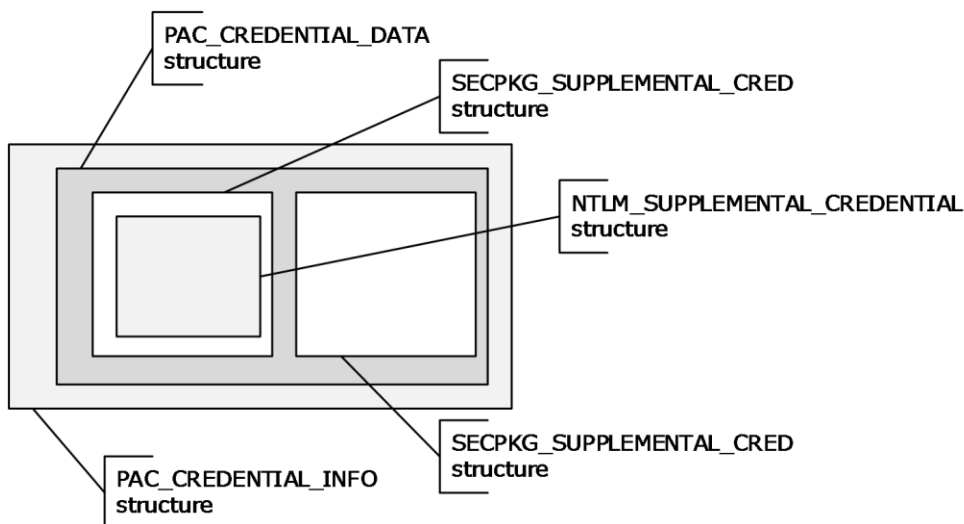 PAC_CREDENTIAL_DATA
structure
SECPKG_SUPPLEMENTAL_CRED
structure
NTLM_SUPPLEMENTAL_CREDENTIAL
structure
SECPKG_SUPPLEMENTAL_CRED
structure
PAC_CREDENTIAL_INFO
structure